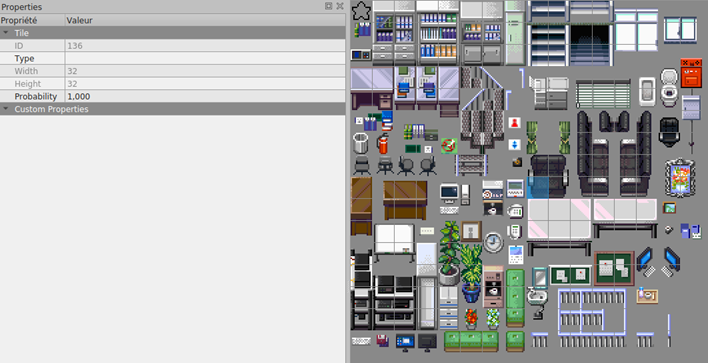 Properties
Propriété Valeur
Tile
ID 136
Type
Width 32
Height 32
Probability 1,000
Custom Properties